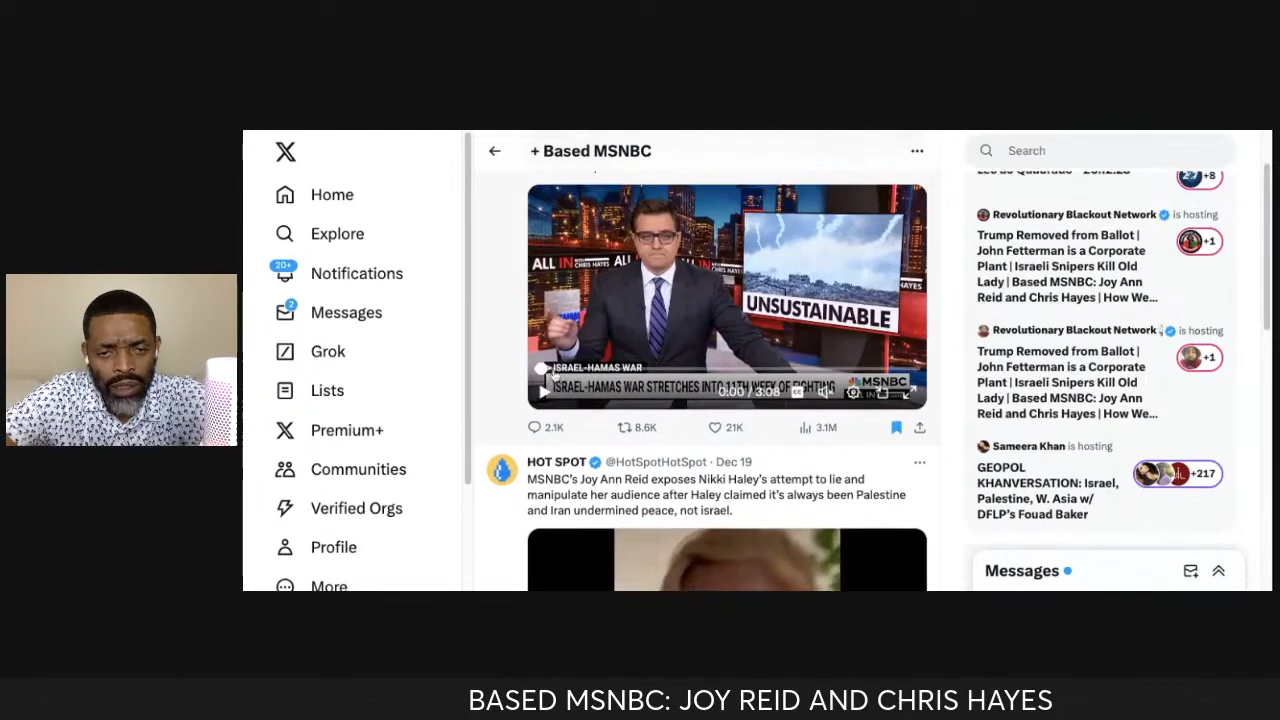 Home
Explore
20+
Notifications
2
Messages
Grok
Lists
Premium+
Communities
Verified Orgs
Profile
More
+ Based MSNBC
ALL IN
WITH CHRIS HAYES
ALL
HAYES
UNSUSTAINABLE
ISRAEL-HAMAS WAR
ISRAEL-HAMAS WAR STRETCHES INTO 11TH WEEK OF FIGHTING
MSNBC
0:00 / 3:08
2.1K 8.6K 21K 3.1M
HOT SPOT @HotSpotHotSpot · Dec 19
MSNBC's Joy Ann Reid exposes Nikki Haley's attempt to lie and
manipulate her audience after Haley claimed it's always been Palestine
and Iran undermined peace, not israel.
Search
+8
Revolutionary Blackout Network is hosting
Trump Removed from Ballot |
John Fetterman is a Corporate
Plant | Israeli Snipers Kill Old
Lady | Based MSNBC: Joy Ann
Reid and Chris Hayes | How We...
+1
Revolutionary Blackout Network is hosting
Trump Removed from Ballot |
John Fetterman is a Corporate
Plant | Israeli Snipers Kill Old
Lady | Based MSNBC: Joy Ann
Reid and Chris Hayes | How We...
+1
Sameera Khan is hosting
GEOPOL
KHANVERSATION: Israel,
Palestine, W. Asia w/
DFLP's Fouad Baker
+217
Messages
BASED MSNBC: JOY REID AND CHRIS HAYES